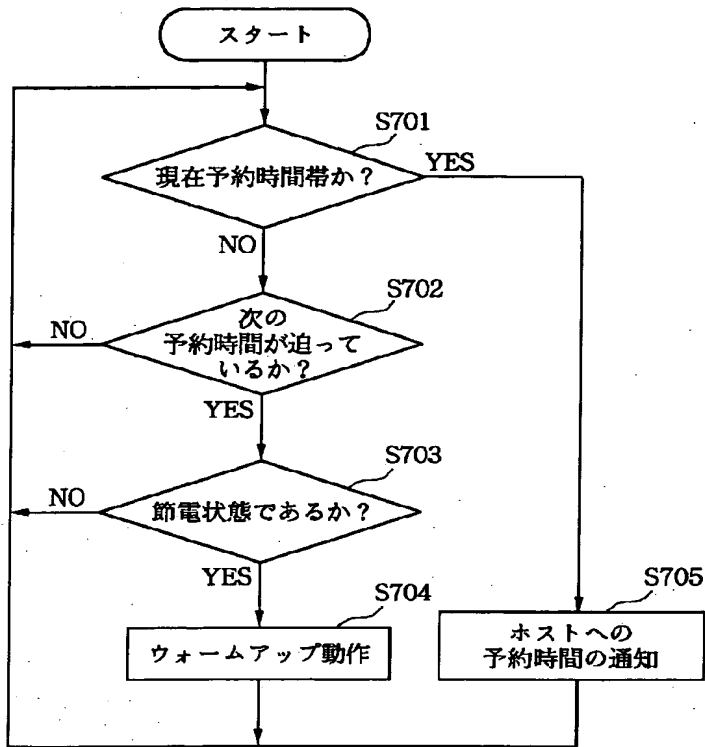 スタート
S701
現在予約時間帯か？
YES
NO
S702
次の
予約時間が迫って
いるか？
NO
YES
S703
節電状態であるか？
NO
YES
S704
ウォームアップ動作
S705
ホストへの
予約時間の通知